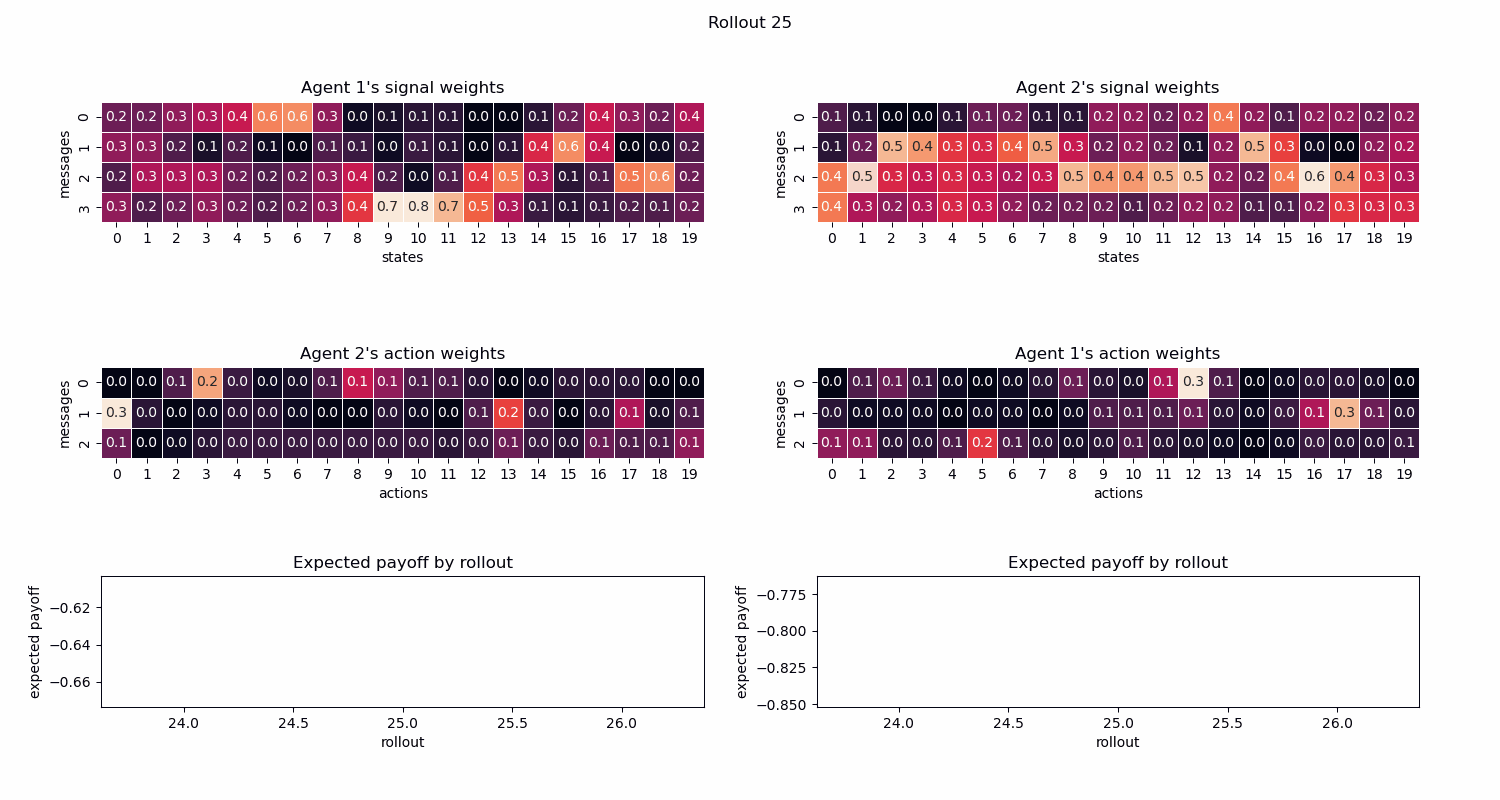 Rollout 25
Agent 1's signal weights
messages
0 0.2 0.2 0.3 0.3 0.4 0.6 0.6 0.3 0.0 0.1 0.1 0.1 0.0 0.0 0.1 0.2 0.4 0.3 0.2 0.4
1 0.3 0.3 0.2 0.1 0.2 0.1 0.0 0.1 0.1 0.0 0.1 0.1 0.0 0.1 0.4 0.6 0.4 0.0 0.0 0.2
2 0.2 0.3 0.3 0.3 0.2 0.2 0.2 0.3 0.4 0.2 0.0 0.1 0.4 0.5 0.3 0.1 0.1 0.5 0.6 0.2
3 0.3 0.2 0.2 0.3 0.2 0.2 0.2 0.3 0.4 0.7 0.8 0.7 0.5 0.3 0.1 0.1 0.1 0.2 0.1 0.2
0 1 2 3 4 5 6 7 8 9 10 11 12 13 14 15 16 17 18 19
states
Agent 2's signal weights
messages
0 0.1 0.1 0.0 0.0 0.1 0.1 0.2 0.1 0.1 0.2 0.2 0.2 0.2 0.4 0.2 0.1 0.2 0.2 0.2 0.2
1 0.1 0.2 0.5 0.4 0.3 0.3 0.4 0.5 0.3 0.2 0.2 0.2 0.1 0.2 0.5 0.3 0.0 0.0 0.2 0.2
2 0.4 0.5 0.3 0.3 0.3 0.3 0.2 0.3 0.5 0.4 0.4 0.5 0.5 0.2 0.2 0.4 0.6 0.4 0.3 0.3
3 0.4 0.3 0.2 0.3 0.3 0.3 0.2 0.2 0.2 0.2 0.1 0.2 0.2 0.2 0.1 0.1 0.2 0.3 0.3 0.3
0 1 2 3 4 5 6 7 8 9 10 11 12 13 14 15 16 17 18 19
states
Agent 2's action weights
messages
0 0.0 0.0 0.1 0.2 0.0 0.0 0.0 0.1 0.1 0.1 0.1 0.1 0.0 0.0 0.0 0.0 0.0 0.0 0.0 0.0
1 0.3 0.0 0.0 0.0 0.0 0.0 0.0 0.0 0.0 0.0 0.0 0.0 0.1 0.2 0.0 0.0 0.0 0.1 0.0 0.1
2 0.1 0.0 0.0 0.0 0.0 0.0 0.0 0.0 0.0 0.0 0.0 0.0 0.0 0.1 0.0 0.0 0.1 0.1 0.1 0.1
0 1 2 3 4 5 6 7 8 9 10 11 12 13 14 15 16 17 18 19
actions
Agent 1's action weights
messages
0 0.0 0.1 0.1 0.1 0.0 0.0 0.0 0.0 0.1 0.0 0.0 0.1 0.3 0.1 0.0 0.0 0.0 0.0 0.0 0.0
1 0.0 0.0 0.0 0.0 0.0 0.0 0.0 0.0 0.0 0.1 0.1 0.1 0.1 0.0 0.0 0.0 0.1 0.3 0.1 0.0
2 0.1 0.1 0.0 0.0 0.1 0.2 0.1 0.0 0.0 0.0 0.1 0.0 0.0 0.0 0.0 0.0 0.0 0.0 0.0 0.1
0 1 2 3 4 5 6 7 8 9 10 11 12 13 14 15 16 17 18 19
actions
Expected payoff by rollout
expected payoff
−0.62
−0.64
−0.66
24.0 24.5 25.0 25.5 26.0
rollout
Expected payoff by rollout
expected payoff
−0.775
−0.800
−0.825
−0.850
24.0 24.5 25.0 25.5 26.0
rollout